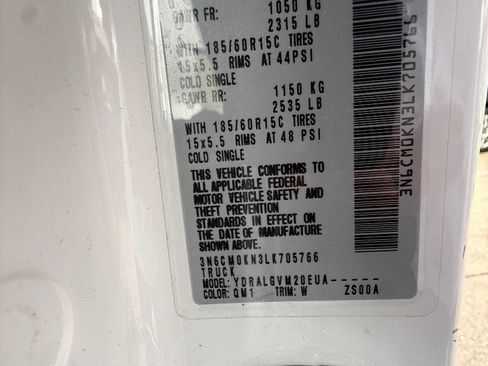 GAWR FR: 1050 KG
2315 LB
WITH 185/60R15C TIRES
15x5.5 RIMS AT 44PSI
COLD SINGLE
GAWR RR: 1150 KG
2535 LB
WITH 185/60R15C TIRES
15x5.5 RIMS AT 48 PSI
COLD SINGLE
THIS VEHICLE CONFORMS TO
ALL APPLICABLE FEDERAL
MOTOR VEHICLE SAFETY AND
THEFT PREVENTION
STANDARDS IN EFFECT ON
THE DATE OF MANUFACTURE
SHOWN ABOVE.
3N6CM0KN3LK705766
TRUCK
MODEL: YDRALGVM20EUA-----
COLOR: QM1 TRIM: W ZS00A
3N6CM0KN3LK705766